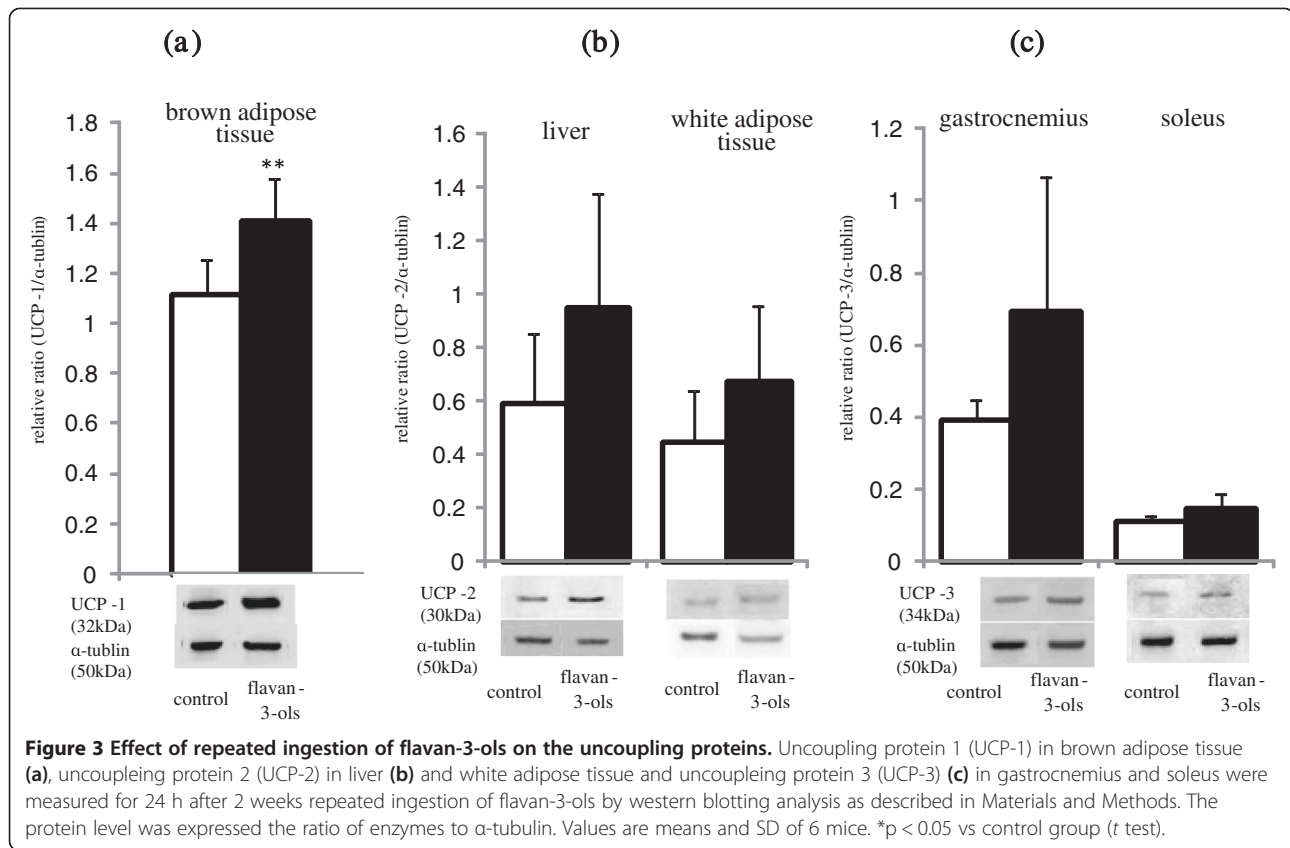 (a)
(b)
(c)
brown adipose
tissue
**
1.8
1.6
1.4
1.2
1
0.8
0.6
0.4
0.2
0
relative ratio (UCP -1/α-tublin)
UCP -1
(32kDa)
α-tublin
(50kDa)
control
flavan -
3-ols
liver
white adipose
tissue
1.6
1.4
1.2
1
0.8
0.6
0.4
0.2
0
relative ratio (UCP -2/α-tublin)
UCP -2
(30kDa)
α-tublin
(50kDa)
control
flavan -
3-ols
control
flavan -
3-ols
gastrocnemius
soleus
1.2
1
0.8
0.6
0.4
0.2
0
relative ratio (UCP-3/α-tublin)
UCP -3
(34kDa)
α-tublin
(50kDa)
control
flavan -
3-ols
control
flavan -
3-ols
Figure 3 Effect of repeated ingestion of flavan-3-ols on the uncoupling proteins. Uncoupling protein 1 (UCP-1) in brown adipose tissue
(a), uncoupleing protein 2 (UCP-2) in liver (b) and white adipose tissue and uncoupleing protein 3 (UCP-3) (c) in gastrocnemius and soleus were
measured for 24 h after 2 weeks repeated ingestion of flavan-3-ols by western blotting analysis as described in Materials and Methods. The
protein level was expressed the ratio of enzymes to α-tubulin. Values are means and SD of 6 mice. *p < 0.05 vs control group (t test).